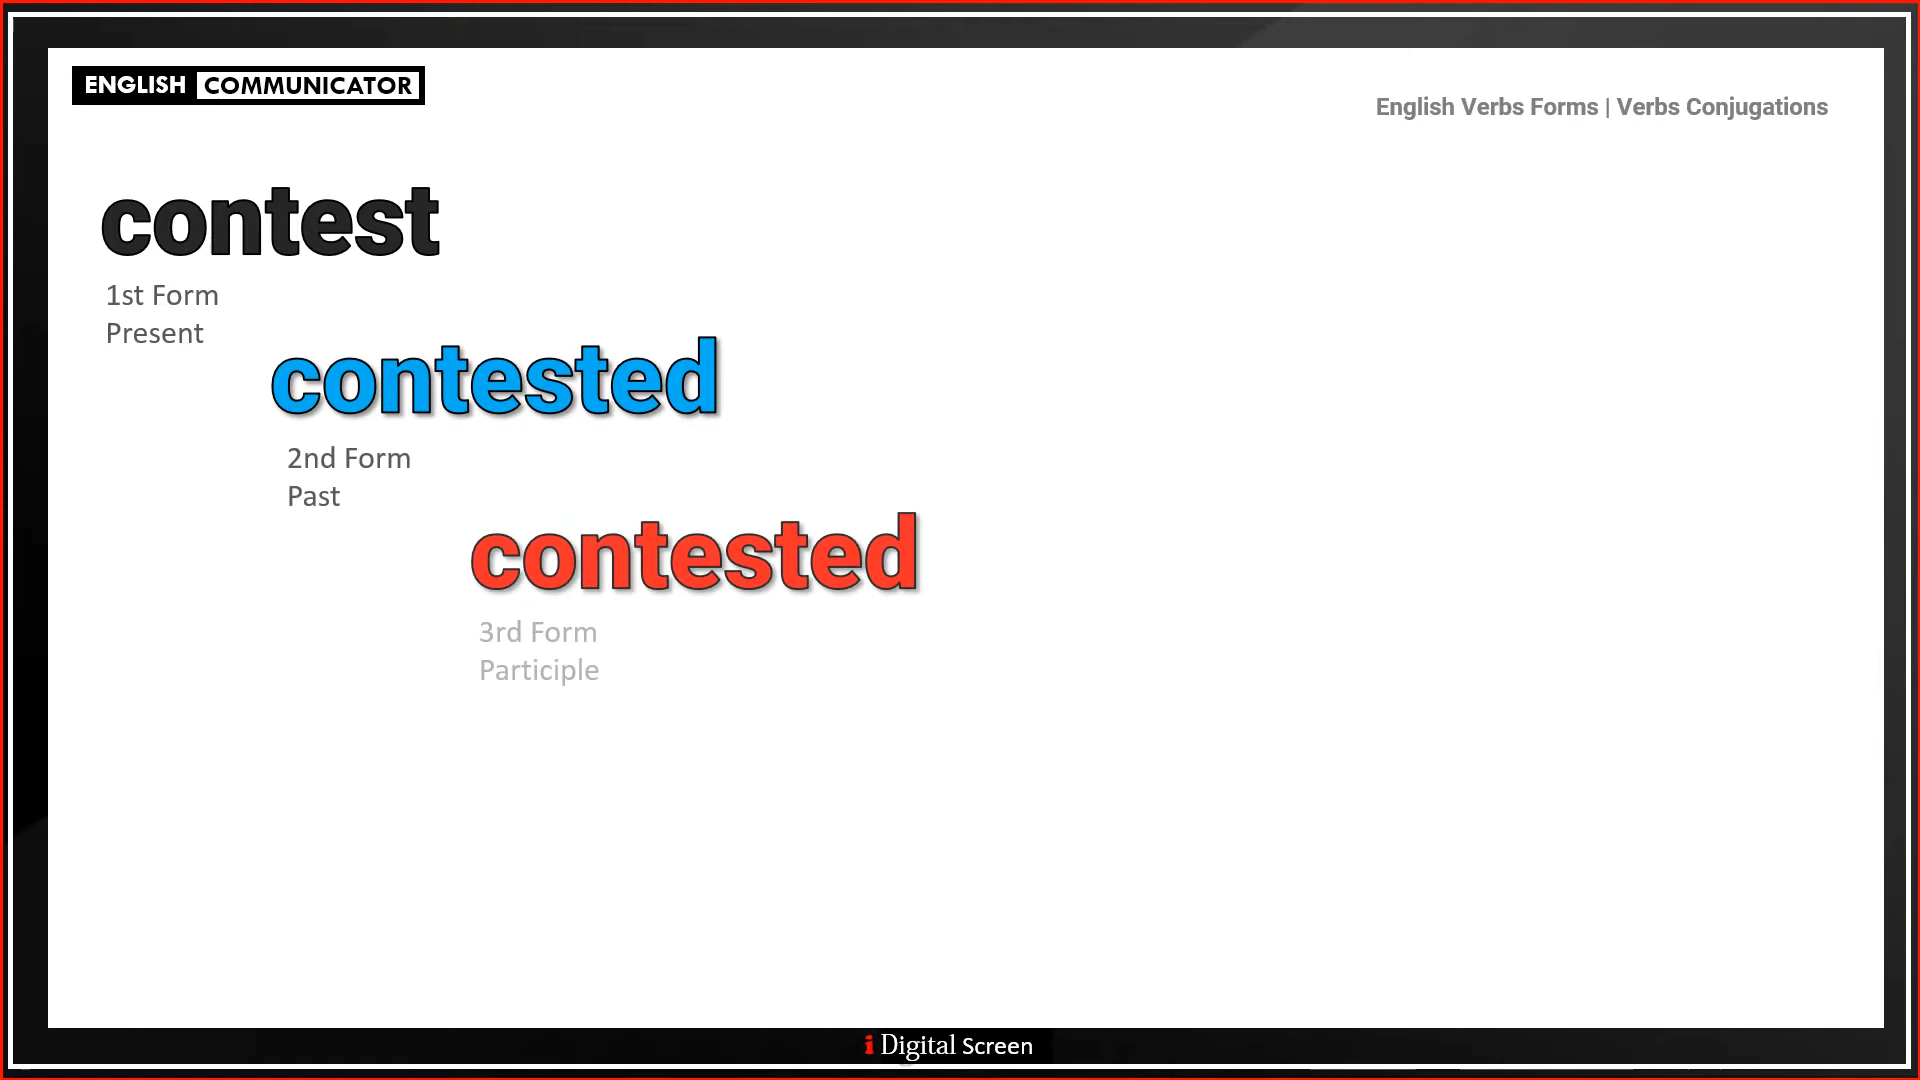 ENGLISH COMMUNICATOR
English Verbs Forms | Verbs Conjugations
contest
1st Form
Present
contested
2nd Form
Past
contested
3rd Form
Participle
i Digital Screen